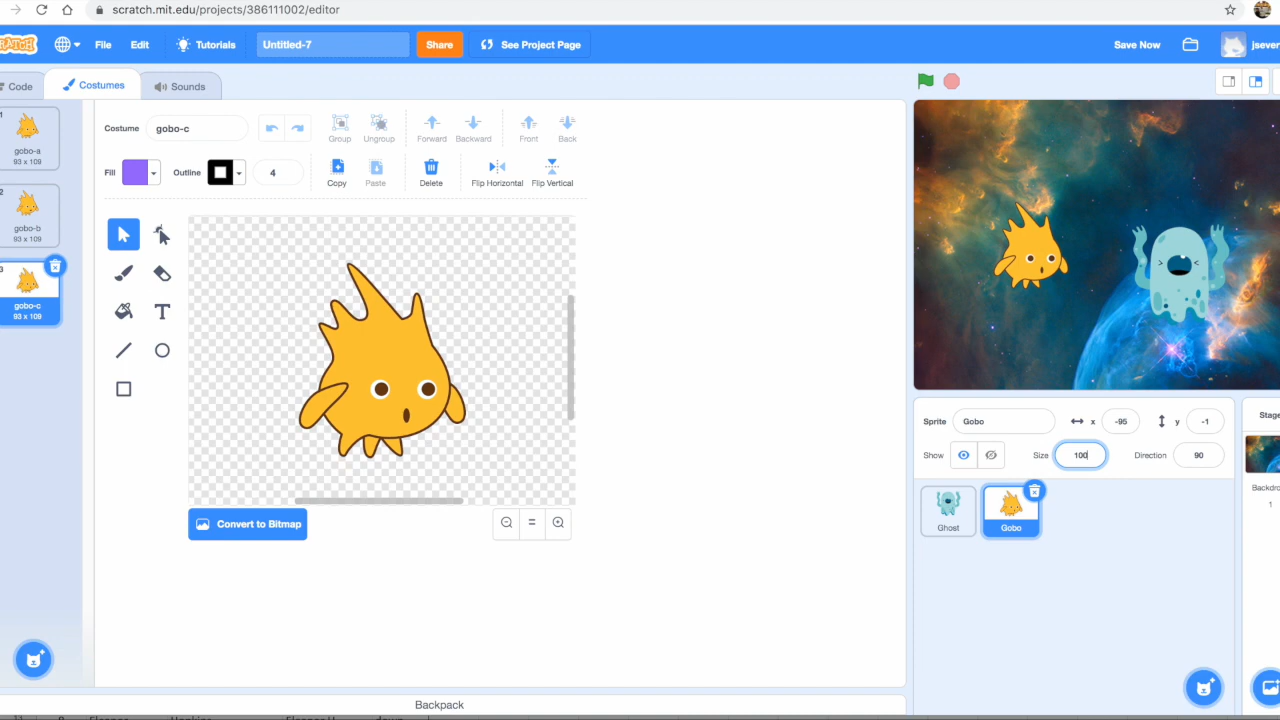 scratch.mit.edu/projects/386111002/editor
File Edit Tutorials Untitled-7 Share See Project Page Save Now jsever
Code Costumes Sounds
1
gobo-a
93 x 109
2
gobo-b
93 x 109
3
gobo-c
93 x 109
Costume gobo-c Group Ungroup Forward Backward Front Back
Fill Outline 4 Copy Paste Delete Flip Horizontal Flip Vertical
T
Convert to Bitmap
=
Sprite Gobo x -95 y -1
Show Size 100 Direction 90
Ghost Gobo
Stage
Backdro
1
Backpack